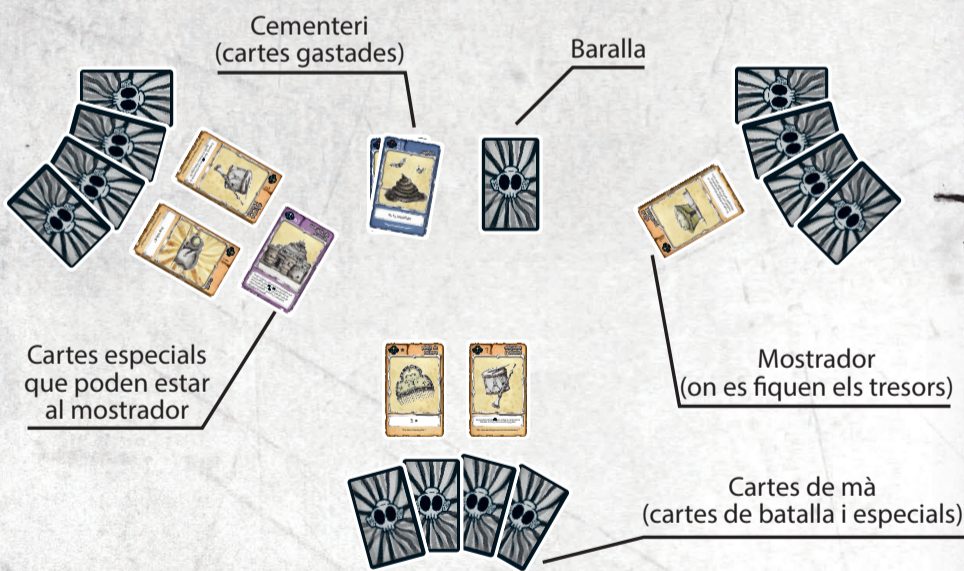 Cementeri
(cartes gastades)
Baralla
Cartes especials
que poden estar
al mostrador
Mostrador
(on es fiquen els tresors)
Cartes de mà
(cartes de batalla i especials)